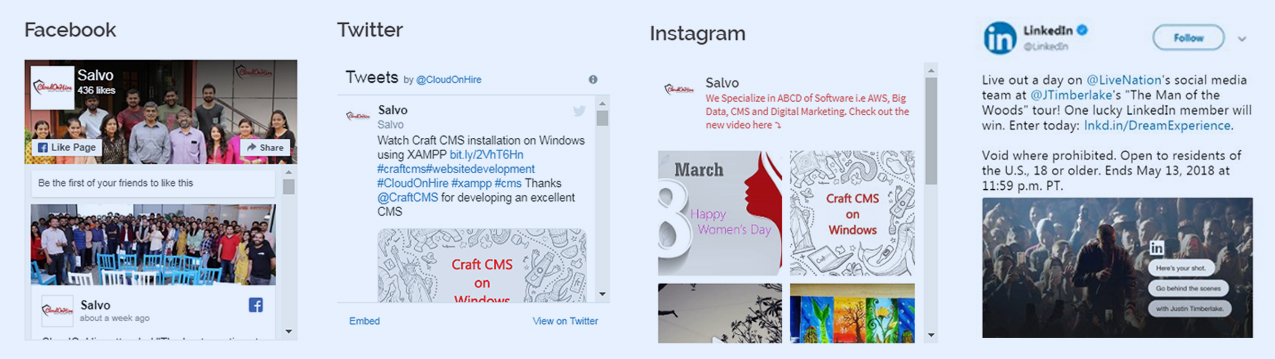 Facebook
CloudOnHire
Salvo
436 likes
Like Page
Share
Be the first of your friends to like this
CloudOnHire
Salvo
about a week ago
Twitter
Tweets by @CloudOnHire
CloudOnHire
Salvo
Salvo
Watch Craft CMS installation on Windows
using XAMPP bit.ly/2VhT6Hn
#craftcms#websitedevelopment
#CloudOnHire #xampp #cms Thanks
@CraftCMS for developing an excellent
CMS
Craft CMS
on
Windows
Embed
View on Twitter
Instagram
CloudOnHire
Salvo
We Specialize in ABCD of Software i.e AWS, Big
Data, CMS and Digital Marketing. Check out the
new video here ⤵
March
8
Happy
Women's Day
Craft CMS
on
Windows
in
LinkedIn
@LinkedIn
Follow
Live out a day on @LiveNation's social media
team at @JTimberlake's "The Man of the
Woods" tour! One lucky LinkedIn member will
win. Enter today: lnkd.in/DreamExperience.
Void where prohibited. Open to residents of
the U.S., 18 or older. Ends May 13, 2018 at
11:59 p.m. PT.
in
Here's your shot.
Go behind the scenes
with Justin Timberlake.